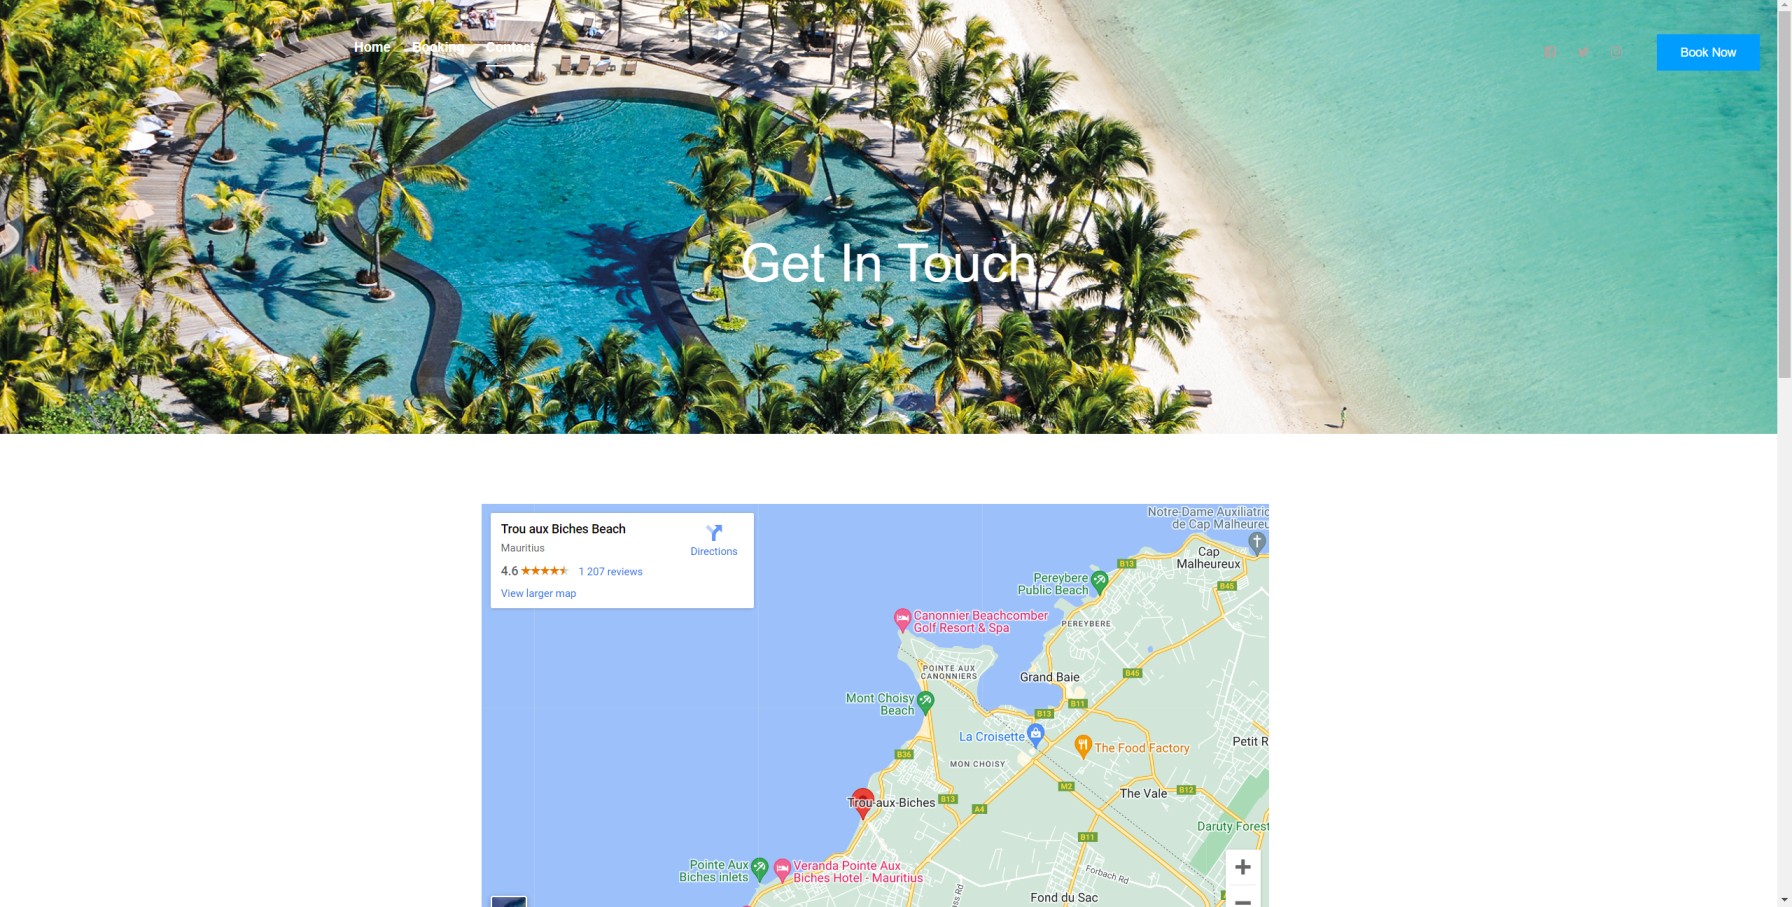 Home Booking Contact
Book Now
Get In Touch
Trou aux Biches Beach
Mauritius
Directions
4.6
1 207 reviews
View larger map
Notre-Dame Auxiliatric
de Cap Malheureu
Cap
Malheureux
B13
B45
Pereybere
Public Beach
Canonnier Beachcomber
Golf Resort & Spa
PEREYBERE
POINTE AUX
CANONNIERS
Grand Baie
B45
Mont Choisy
Beach
B11
B13
La Croisette
The Food Factory
Petit R
B36
MON CHOISY
M2
The Vale
B12
Trou-aux-Biches
B13
A4
Daruty Forest
B11
Pointe Aux
Biches inlets
Veranda Pointe Aux
Biches Hotel - Mauritius
Forbach Rd
Fond du Sac
ss Rd